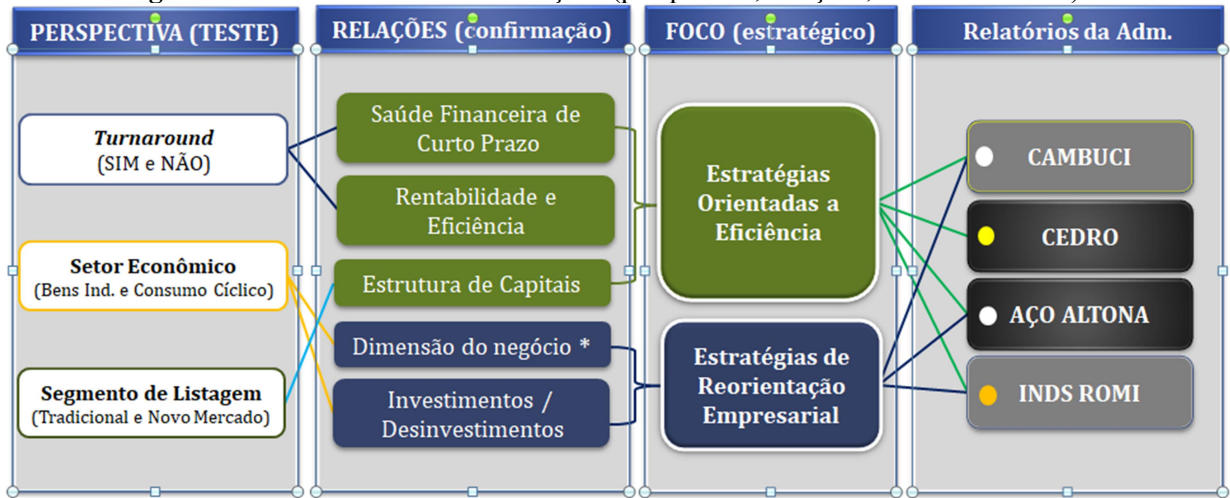 PERSPECTIVA (TESTE)
Turnaround
(SIM e NÃO)
Setor Econômico
(Bens Ind. e Consumo Cíclico)
Segmento de Listagem
(Tradicional e Novo Mercado)
RELAÇÕES (confirmação)
Saúde Financeira de
Curto Prazo
Rentabilidade e
Eficiência
Estrutura de Capitais
Dimensão do negócio *
Investimentos /
Desinvestimentos
FOCO (estratégico)
Estratégias
Orientadas a
Eficiência
Estratégias de
Reorientação
Empresarial
Relatórios da Adm.
CAMBUCI
CEDRO
AÇO ALTONA
INDS ROMI